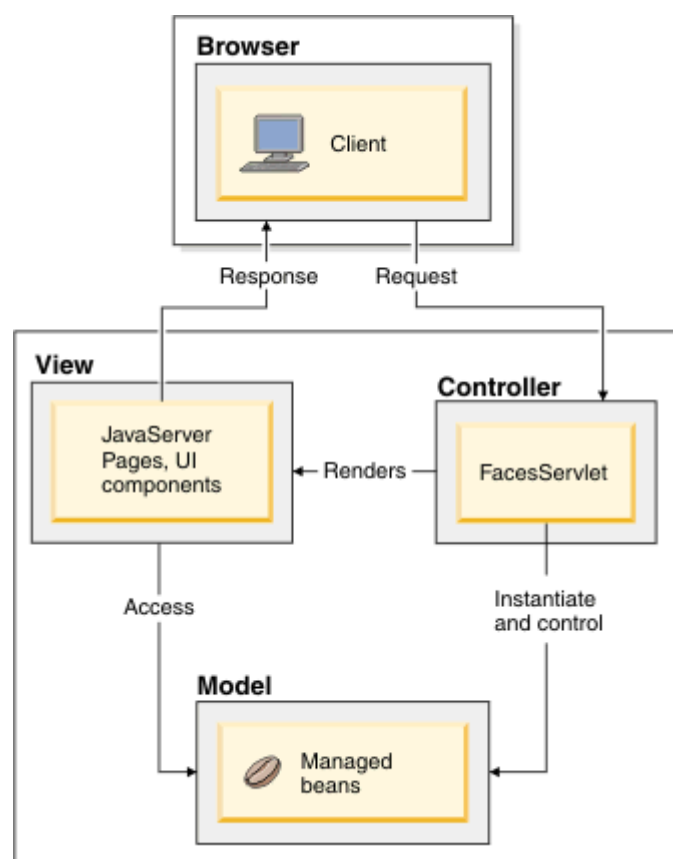 Browser
Client
Response
Request
View
Controller
JavaServer
Pages, UI
components
Renders
FacesServlet
Access
Instantiate
and control
Model
Managed
beans